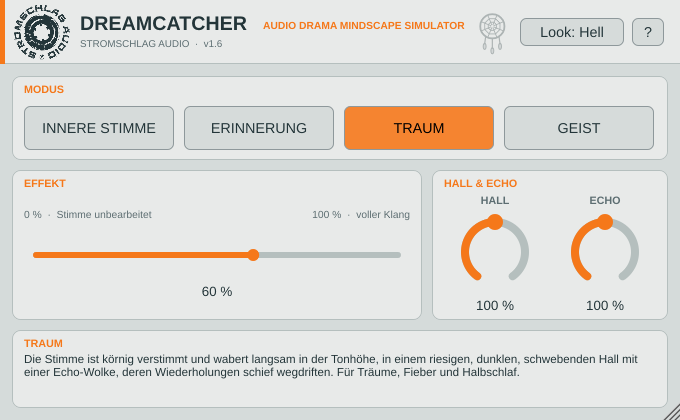 STROMSCHLAG AUDIO
DREAMCATCHER
AUDIO DRAMA MINDSCAPE SIMULATOR
STROMSCHLAG AUDIO · v1.6
Look: Hell
?
MODUS
INNERE STIMME
ERINNERUNG
TRAUM
GEIST
EFFEKT
0 % · Stimme unbearbeitet
100 % · voller Klang
60 %
HALL & ECHO
HALL
ECHO
100 %
100 %
TRAUM
Die Stimme ist körnig verstimmt und wabert langsam in der Tonhöhe, in einem riesigen, dunklen, schwebenden Hall mit
einer Echo-Wolke, deren Wiederholungen schief wegdriften. Für Träume, Fieber und Halbschlaf.